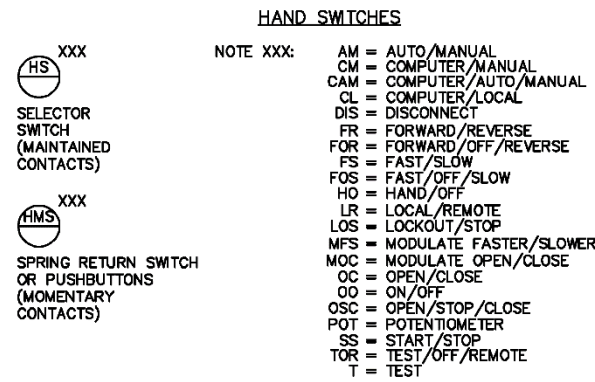 HAND SWITCHES
XXX
HS
SELECTOR
SWITCH
(MAINTAINED
CONTACTS)
XXX
HMS
SPRING RETURN SWITCH
OR PUSHBUTTONS
(MOMENTARY
CONTACTS)
NOTE XXX:
AM = AUTO/MANUAL
CM = COMPUTER/MANUAL
CAM = COMPUTER/AUTO/MANUAL
CL = COMPUTER/LOCAL
DIS = DISCONNECT
FR = FORWARD/REVERSE
FOR = FORWARD/OFF/REVERSE
FS = FAST/SLOW
FOS = FAST/OFF/SLOW
HO = HAND/OFF
LR = LOCAL/REMOTE
LOS = LOCKOUT/STOP
MFS = MODULATE FASTER/SLOWER
MOC = MODULATE OPEN/CLOSE
OC = OPEN/CLOSE
OO = ON/OFF
OSC = OPEN/STOP/CLOSE
POT = POTENTIOMETER
SS = START/STOP
TOR = TEST/OFF/REMOTE
T = TEST